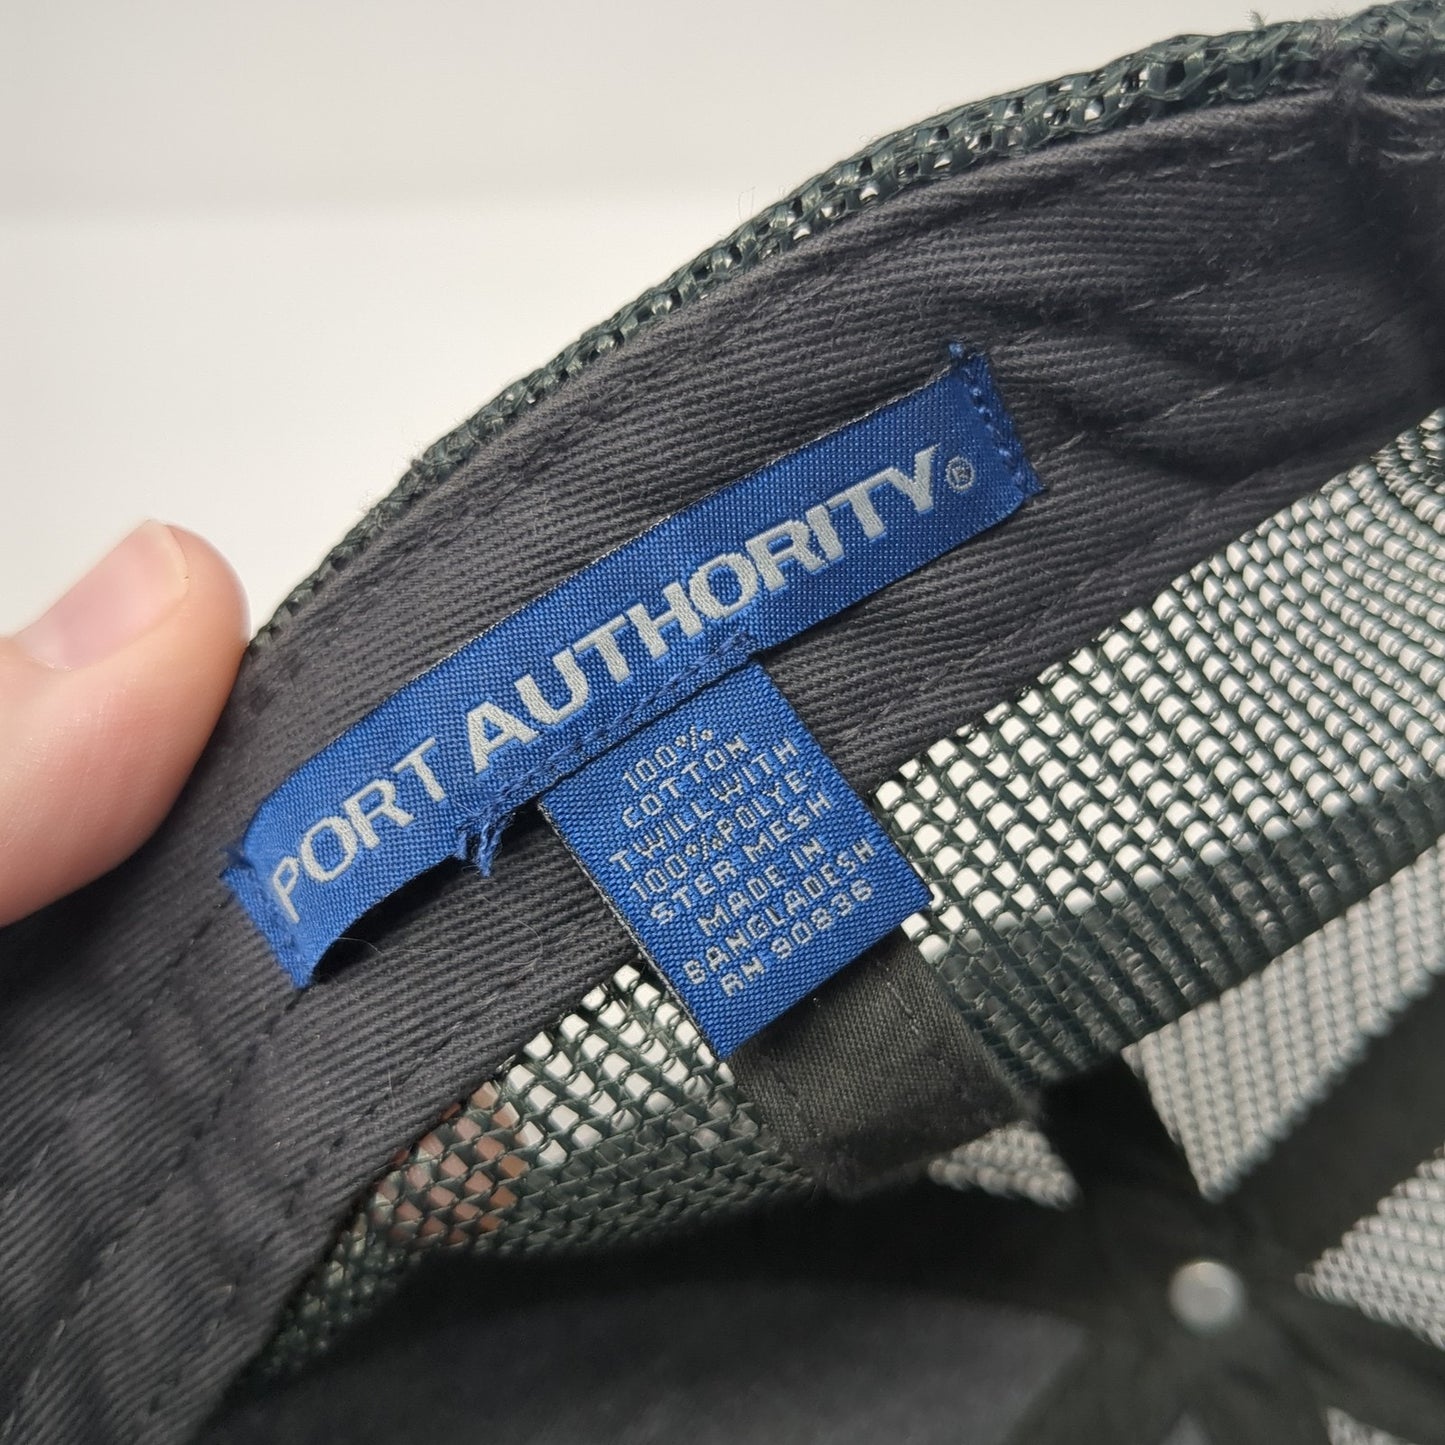 PORT AUTHORITY®
100%
COTTON
TWILL WITH
100% POLYE-
STER MESH
MADE IN
BANGLADESH
RN 90836